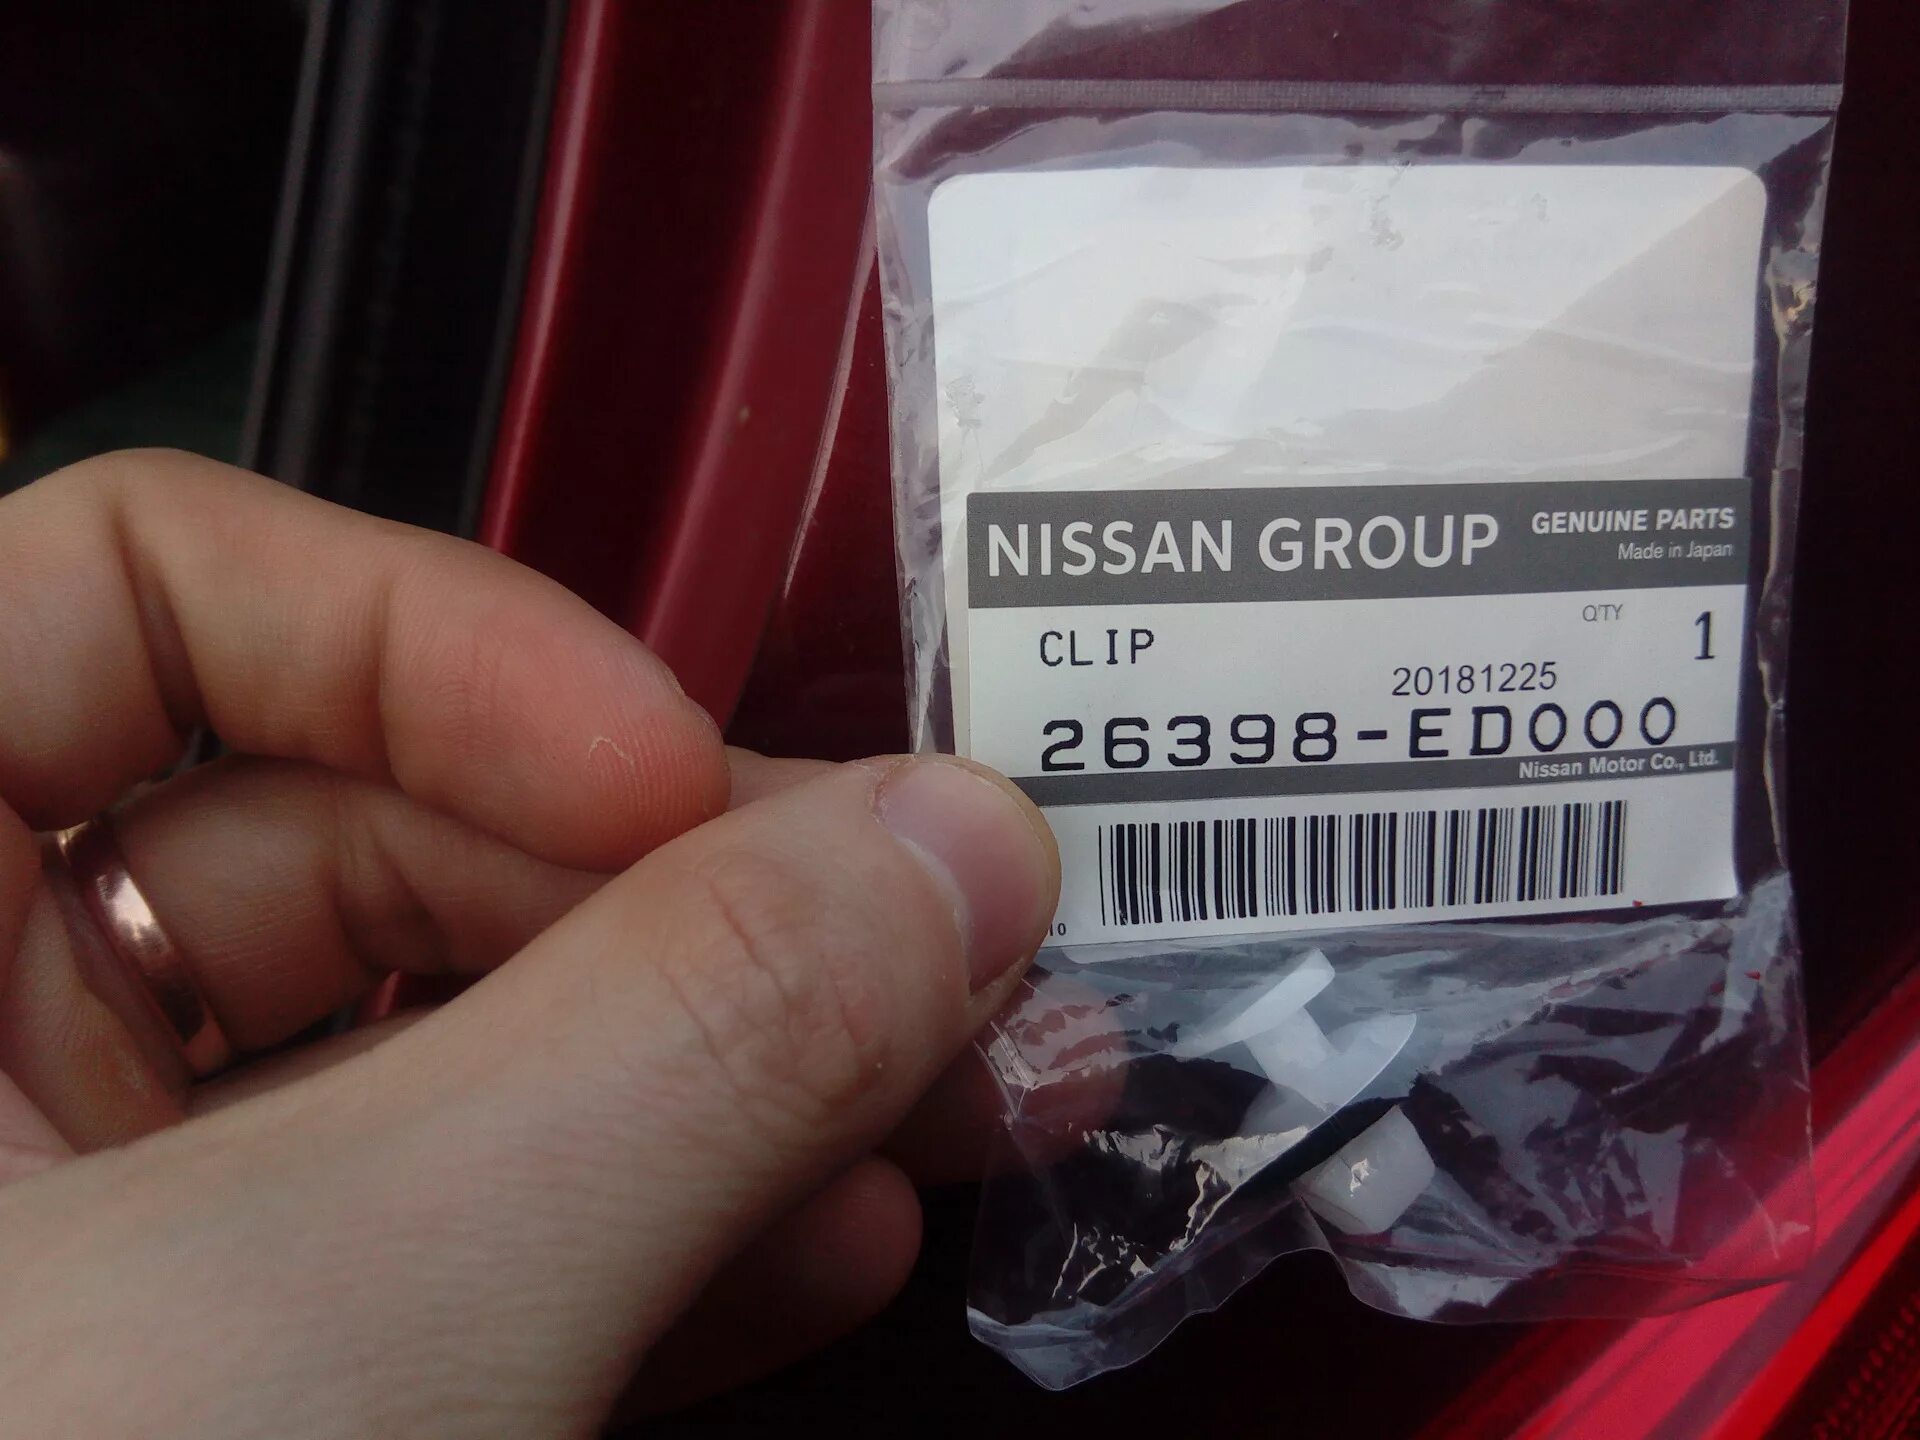 NISSAN GROUP GENUINE PARTS
Made in Japan
CLIP
Q'TY 1
20181225
26398-ED000
Nissan Motor Co., Ltd.